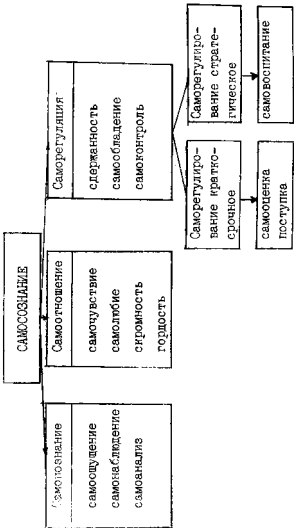 САМОСОЗНАНИЕ
Самопознание
самоощущение
самонаблюдение
самоанализ
Самоотношение
самочувствие
самолюбие
скромность
гордость
Саморегуляция
сдержанность
самообладание
самоконтроль
Саморегулиро-
вание кратко-
срочное
самооценка
поступка
Саморегулиро-
вание страте-
гическое
самовоспитание